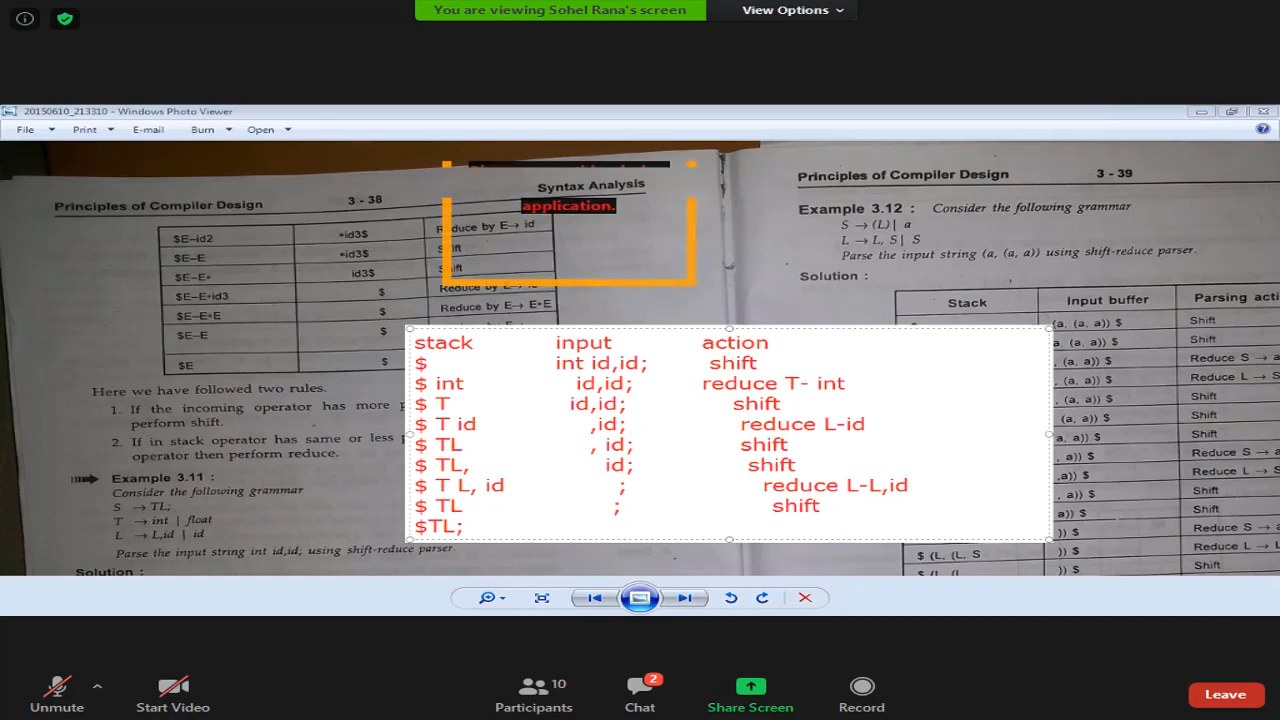 You are viewing Sohel Rana's screen
View Options
20150610_213310 - Windows Photo Viewer
File Print E-mail Burn Open
Principles of Compiler Design 3 - 38 Syntax Analysis
application.
$E–id2 *id3$ Reduce by E→ id
$E–E *id3$ Shift
$E–E* id3$ Shift
$E–E*id3 $
$E–E*E $ Reduce by E→ E*E
$E–E $
$E $
Here we have followed two rules.
1. If the incoming operator has more
perform shift.
2. If in stack operator has same or less
operator then perform reduce.
Example 3.11 :
Consider the following grammar
S → TL;
T → int | float
L → L,id | id
Parse the input string int id,id; using shift-reduce parser.
Solution :
stack input action
$ int id,id; shift
$ int id,id; reduce T- int
$ T id,id; shift
$ T id ,id; reduce L-id
$ TL , id; shift
$ TL, id; shift
$ T L, id ; reduce L-L,id
$ TL ; shift
$TL;
Principles of Compiler Design 3 - 39
Example 3.12 : Consider the following grammar
S → (L)| a
L → L, S| S
Parse the input string (a, (a, a)) using shift-reduce parser.
Solution :
Stack Input buffer Parsing
(a, (a, a)) $ Shift
a, (a, a)) $ Shift
, (a, a)) $ Reduce S →
, (a, a)) $ Reduce L →
, (a, a)) $ Shift
(a, a)) $ Shift
a, a)) $ Shift
, a)) $ Reduce S →
, a)) $ Reduce L →
, a)) $ Shift
a)) $ Shift
)) $ Reduce S →
$ (L, (L, S )) $ Reduce L →
)) $ Shift
Unmute
Start Video
10
Participants
2
Chat
Share Screen
Record
Leave